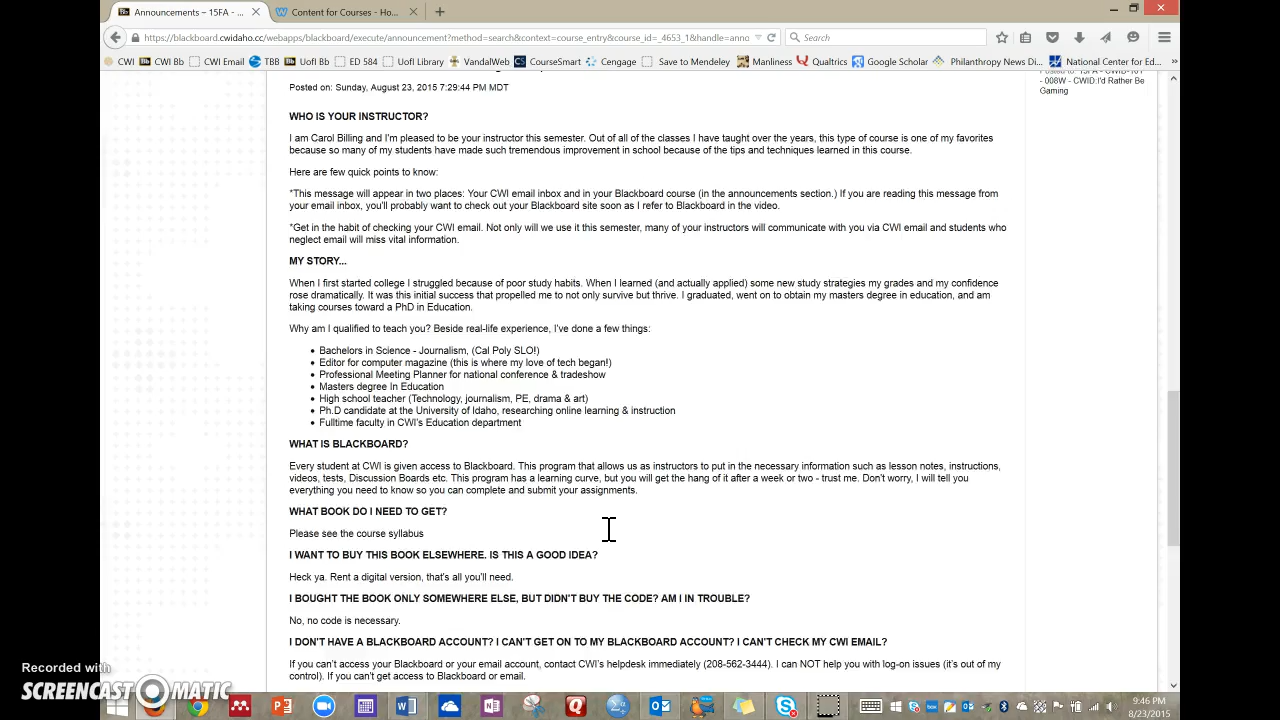 Announcements – 15FA - ...
Content for Courses - Ho...
https://blackboard.cwidaho.cc/webapps/blackboard/execute/announcement?method=search&context=course_entry&course_id=_4653_1&handle=anno
Search
CWI
CWI Bb
CWI Email
TBB
UofI Bb
ED 584
UofI Library
VandalWeb
CourseSmart
Cengage
Save to Mendeley
Manliness
Qualtrics
Google Scholar
Philanthropy News Di...
National Center for Ed...
- 008W - CWID:I'd Rather Be
Gaming
Posted on: Sunday, August 23, 2015 7:29:44 PM MDT
WHO IS YOUR INSTRUCTOR?
I am Carol Billing and I'm pleased to be your instructor this semester. Out of all of the classes I have taught over the years, this type of course is one of my favorites
because so many of my students have made such tremendous improvement in school because of the tips and techniques learned in this course.
Here are few quick points to know:
*This message will appear in two places: Your CWI email inbox and in your Blackboard course (in the announcements section.) If you are reading this message from
your email inbox, you'll probably want to check out your Blackboard site soon as I refer to Blackboard in the video.
*Get in the habit of checking your CWI email. Not only will we use it this semester, many of your instructors will communicate with you via CWI email and students who
neglect email will miss vital information.
MY STORY...
When I first started college I struggled because of poor study habits. When I learned (and actually applied) some new study strategies my grades and my confidence
rose dramatically. It was this initial success that propelled me to not only survive but thrive. I graduated, went on to obtain my masters degree in education, and am
taking courses toward a PhD in Education.
Why am I qualified to teach you? Beside real-life experience, I've done a few things:
• Bachelors in Science - Journalism, (Cal Poly SLO!)
• Editor for computer magazine (this is where my love of tech began!)
• Professional Meeting Planner for national conference & tradeshow
• Masters degree In Education
• High school teacher (Technology, journalism, PE, drama & art)
• Ph.D candidate at the University of Idaho, researching online learning & instruction
• Fulltime faculty in CWI's Education department
WHAT IS BLACKBOARD?
Every student at CWI is given access to Blackboard. This program that allows us as instructors to put in the necessary information such as lesson notes, instructions,
videos, tests, Discussion Boards etc. This program has a learning curve, but you will get the hang of it after a week or two - trust me. Don't worry, I will tell you
everything you need to know so you can complete and submit your assignments.
WHAT BOOK DO I NEED TO GET?
Please see the course syllabus
I WANT TO BUY THIS BOOK ELSEWHERE. IS THIS A GOOD IDEA?
Heck ya. Rent a digital version, that's all you'll need.
I BOUGHT THE BOOK ONLY SOMEWHERE ELSE, BUT DIDN'T BUY THE CODE? AM I IN TROUBLE?
No, no code is necessary.
I DON'T HAVE A BLACKBOARD ACCOUNT? I CAN'T GET ON TO MY BLACKBOARD ACCOUNT? I CAN'T CHECK MY CWI EMAIL?
If you can't access your Blackboard or your email account, contact CWI's helpdesk immediately (208-562-3444). I can NOT help you with log-on issues (it's out of my
control). If you can't get access to Blackboard or email.
Recorded with
SCREENCAST-O-MATIC
9:46 PM
8/23/2015